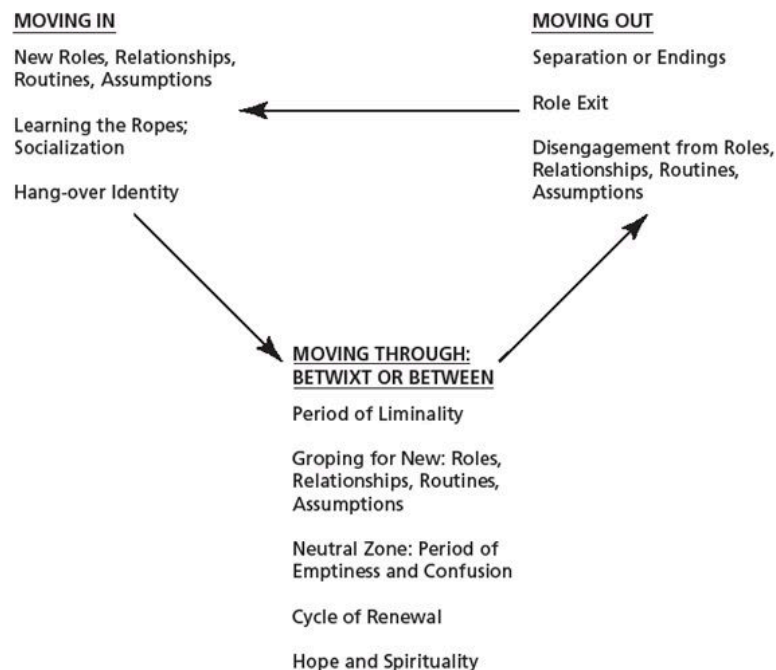 MOVING IN
New Roles, Relationships,
Routines, Assumptions
Learning the Ropes;
Socialization
Hang-over Identity
MOVING OUT
Separation or Endings
Role Exit
Disengagement from Roles,
Relationships, Routines,
Assumptions
MOVING THROUGH:
BETWIXT OR BETWEEN
Period of Liminality
Groping for New: Roles,
Relationships, Routines,
Assumptions
Neutral Zone: Period of
Emptiness and Confusion
Cycle of Renewal
Hope and Spirituality